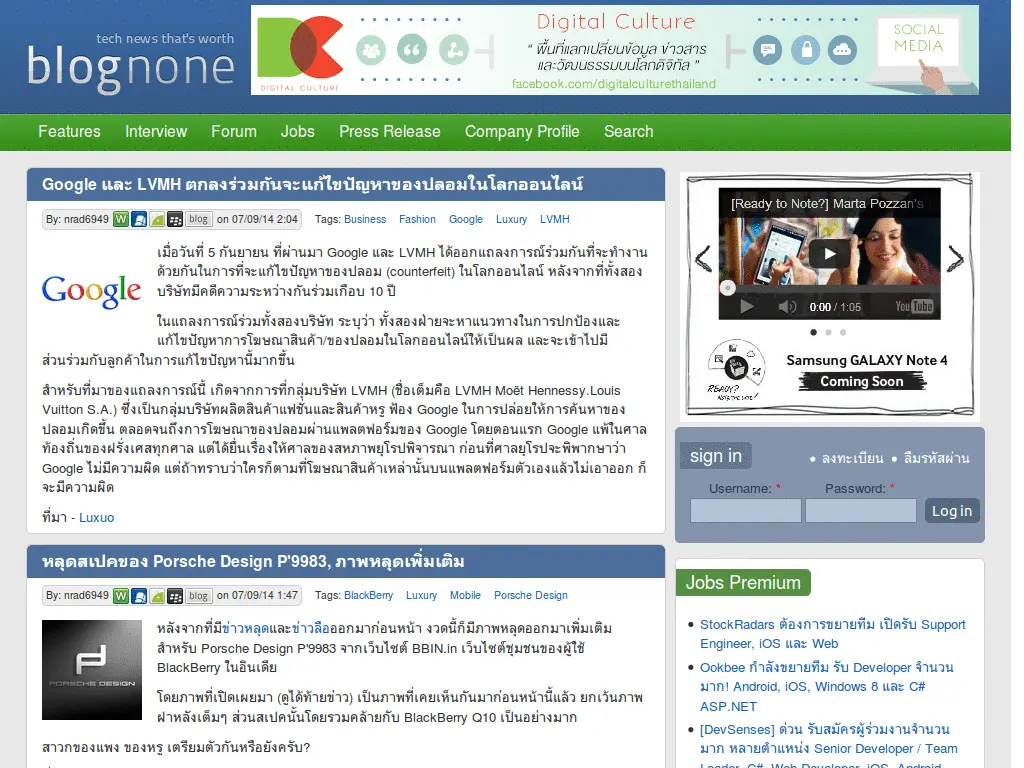 tech news that's worth
blognone
DIGITAL CULTURE
Digital Culture
“ พื้นที่แลกเปลี่ยนข้อมูล ข่าวสาร
และวัฒนธรรมบนโลกดิจิทัล ”
facebook.com/digitalculturethailand
SOCIAL
MEDIA
Features Interview Forum Jobs Press Release Company Profile Search
Google และ LVMH ตกลงร่วมกันจะแก้ไขปัญหาของปลอมในโลกออนไลน์
By: nrad6949 W blog on 07/09/14 2:04 Tags: Business Fashion Google Luxury LVMH
Google
เมื่อวันที่ 5 กันยายน ที่ผ่านมา Google และ LVMH ได้ออกแถลงการณ์ร่วมกันที่จะทำงาน
ด้วยกันในการที่จะแก้ไขปัญหาของปลอม (counterfeit) ในโลกออนไลน์ หลังจากที่ทั้งสอง
บริษัทมีคดีความระหว่างกันร่วมเกือบ 10 ปี
ในแถลงการณ์ร่วมทั้งสองบริษัท ระบุว่า ทั้งสองฝ่ายจะหาแนวทางในการปกป้องและ
แก้ไขปัญหาการโฆษณาสินค้า/ของปลอมในโลกออนไลน์ให้เป็นผล และจะเข้าไปมี
ส่วนร่วมกับลูกค้าในการแก้ไขปัญหานี้มากขึ้น
สำหรับที่มาของแถลงการณ์นี้ เกิดจากการที่กลุ่มบริษัท LVMH (ชื่อเต็มคือ LVMH Moët Hennessy.Louis
Vuitton S.A.) ซึ่งเป็นกลุ่มบริษัทผลิตสินค้าแฟชั่นและสินค้าหรู ฟ้อง Google ในการปล่อยให้การค้นหาของ
ปลอมเกิดขึ้น ตลอดจนถึงการโฆษณาของปลอมผ่านแพลตฟอร์มของ Google โดยตอนแรก Google แพ้ในศาล
ท้องถิ่นของฝรั่งเศสทุกศาล แต่ได้ยื่นเรื่องให้ศาลของสหภาพยุโรปพิจารณา ก่อนที่ศาลยุโรปจะพิพากษาว่า
Google ไม่มีความผิด แต่ถ้าทราบว่าใครก็ตามที่โฆษณาสินค้าเหล่านั้นบนแพลตฟอร์มตัวเองแล้วไม่เอาออก ก็
จะมีความผิด
ที่มา - Luxuo
หลุดสเปคของ Porsche Design P'9983, ภาพหลุดเพิ่มเติม
By: nrad6949 W blog on 07/09/14 1:47 Tags: BlackBerry Luxury Mobile Porsche Design
PORSCHE DESIGN
หลังจากที่มีข่าวหลุดและข่าวลือออกมาก่อนหน้า งวดนี้ก็มีภาพหลุดออกมาเพิ่มเติม
สำหรับ Porsche Design P'9983 จากเว็บไซต์ BBIN.in เว็บไซต์ชุมชนของผู้ใช้
BlackBerry ในอินเดีย
โดยภาพที่เปิดเผยมา (ดูได้ท้ายข่าว) เป็นภาพที่เคยเห็นกันมาก่อนหน้านี้แล้ว ยกเว้นภาพ
ฝาหลังเต็มๆ ส่วนสเปคนั้นโดยรวมคล้ายกับ BlackBerry Q10 เป็นอย่างมาก
สาวกของแพง ของหรู เตรียมตัวกันหรือยังครับ?
[Ready to Note?] Marta Pozzan's
0:00 / 1:05 YouTube
READY?
NOTE THE DATE!
Samsung GALAXY Note 4
Coming Soon
sign in
ลงทะเบียน ลืมรหัสผ่าน
Username: * Password: *
Log in
Jobs Premium
StockRadars ต้องการขยายทีม เปิดรับ Support
Engineer, iOS และ Web
Ookbee กำลังขยายทีม รับ Developer จำนวน
มาก! Android, iOS, Windows 8 และ C#
ASP.NET
[DevSenses] ด่วน รับสมัครผู้ร่วมงานจำนวน
มาก หลายตำแหน่ง Senior Developer / Team
Leader, C#, Web Developer, iOS, Android